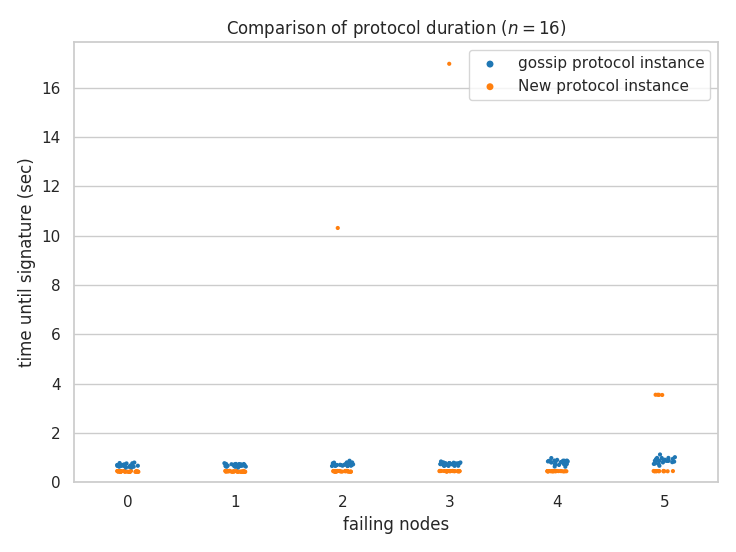 Comparison of protocol duration (n = 16)
gossip protocol instance
New protocol instance
time until signature (sec)
16
14
12
10
8
6
4
2
0
0 1 2 3 4 5
failing nodes